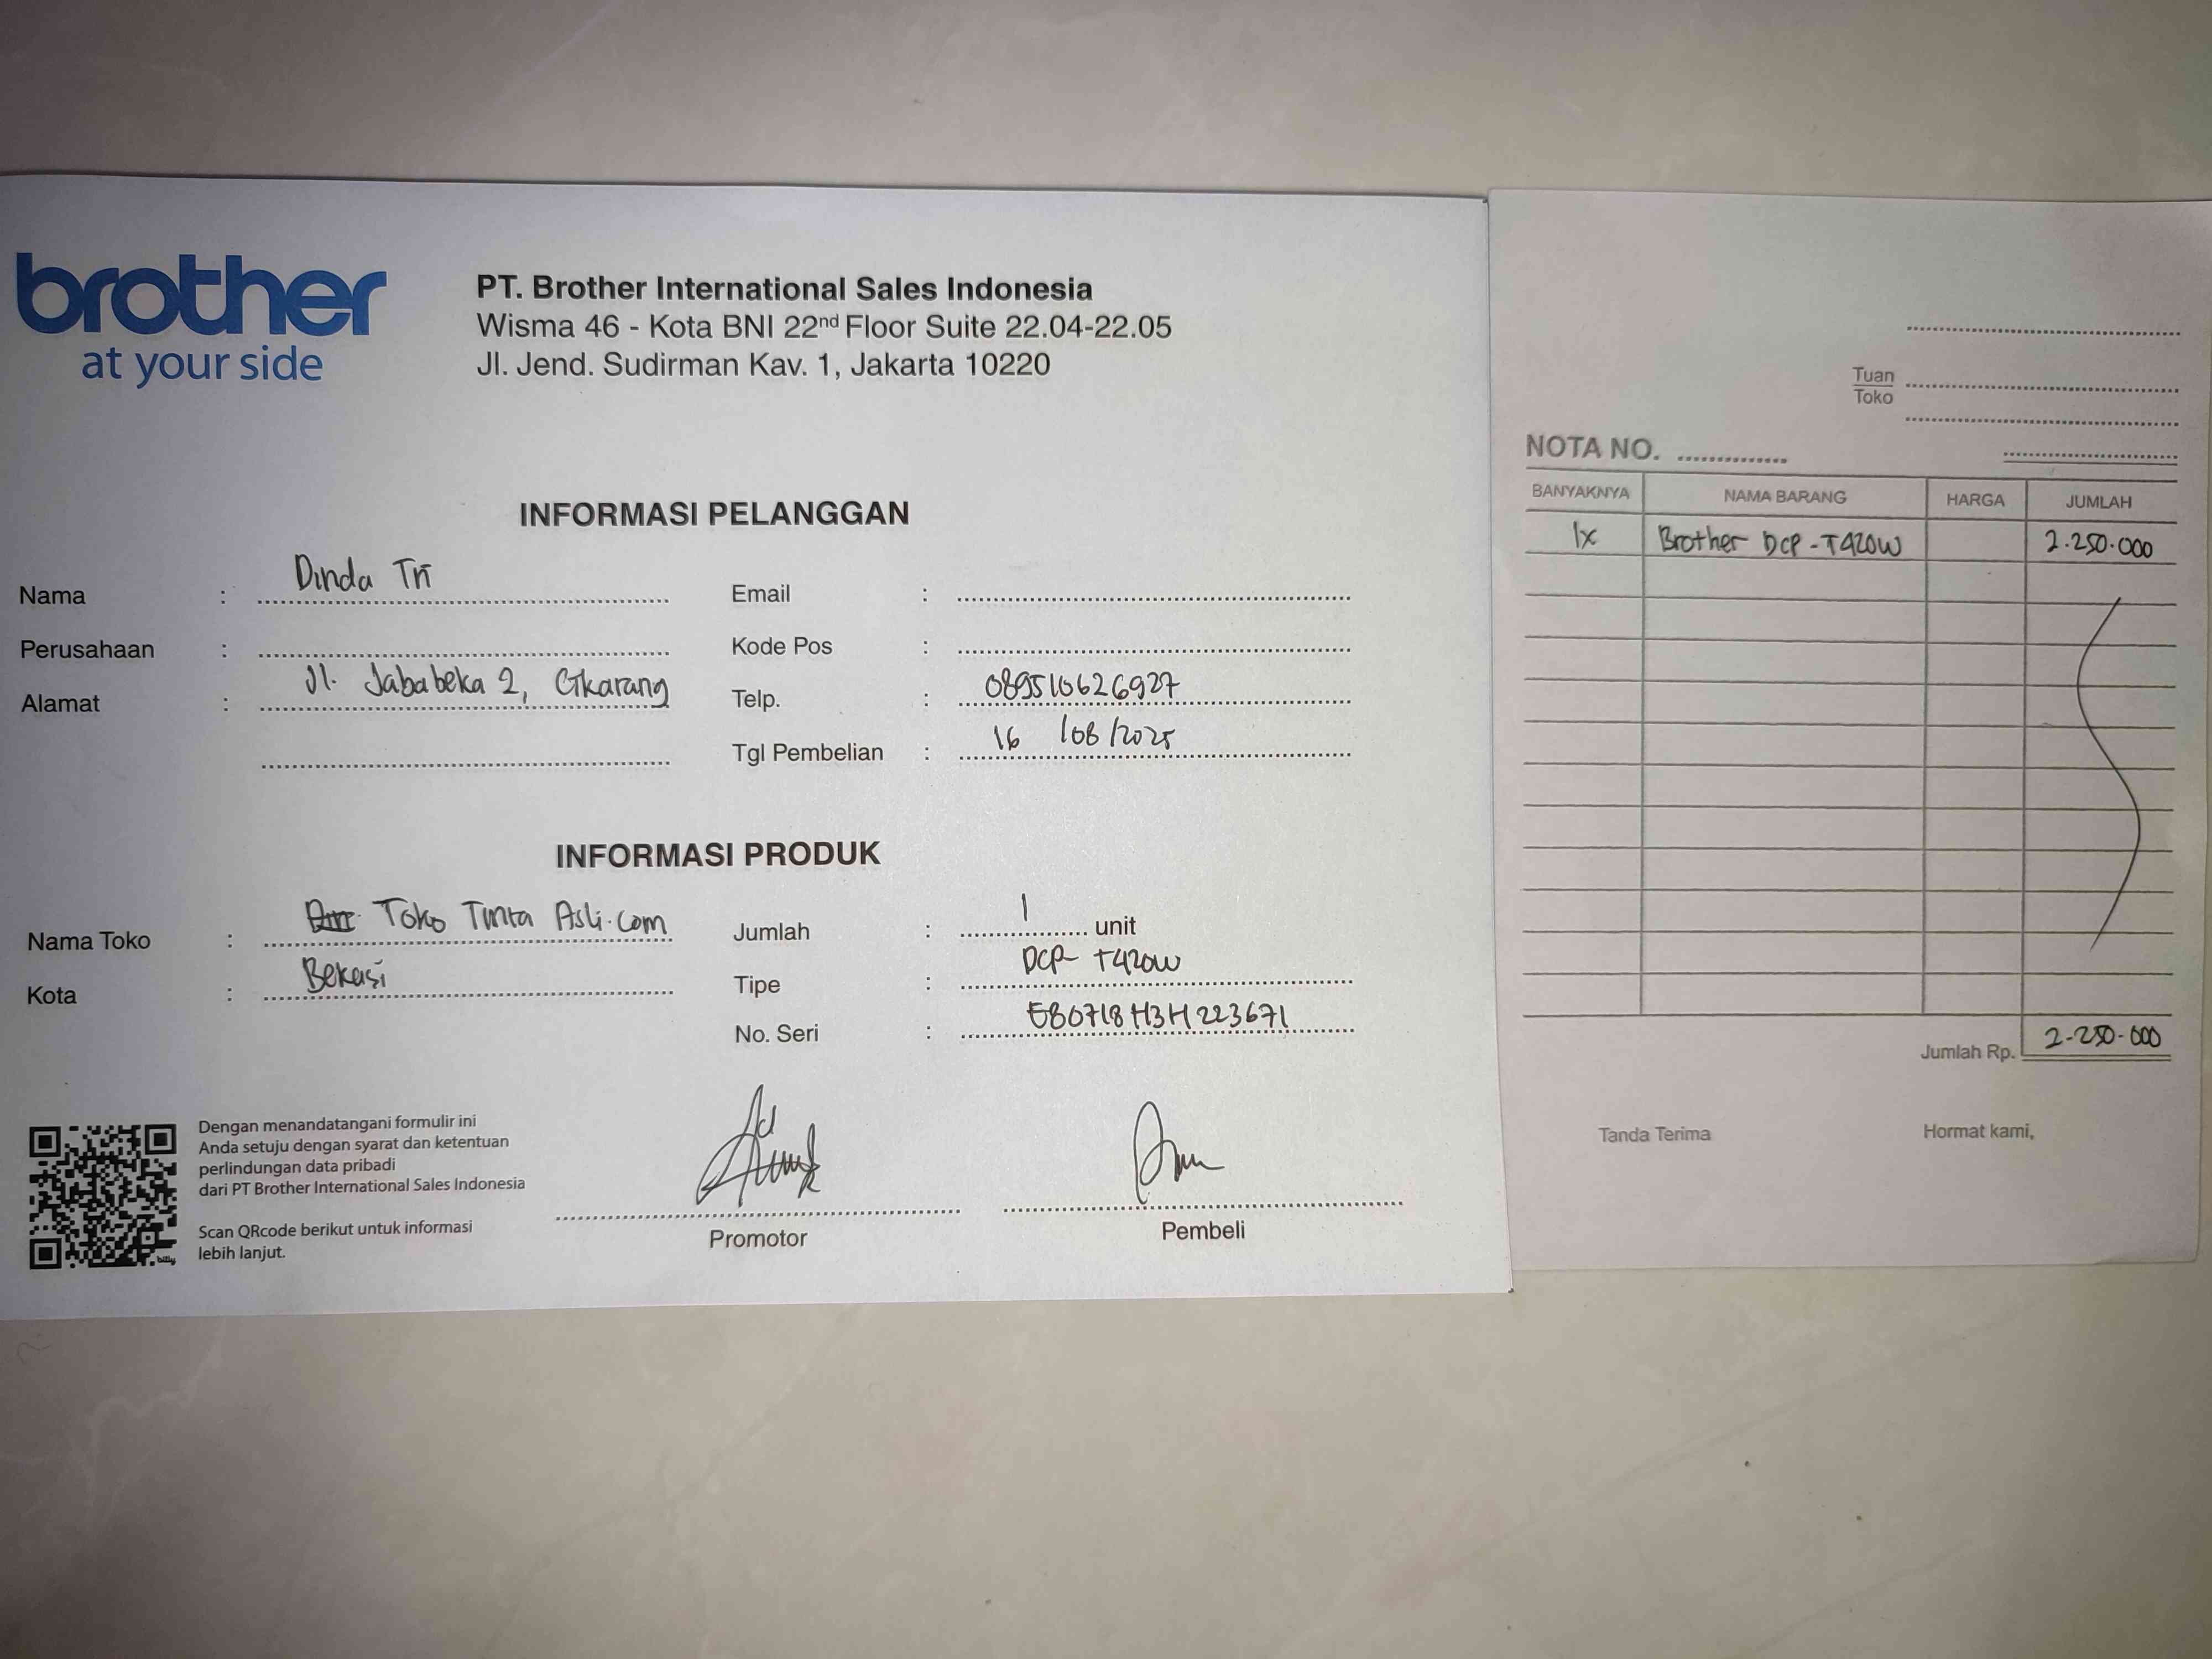 brother
at your side
PT. Brother International Sales Indonesia
Wisma 46 - Kota BNI 22nd Floor Suite 22.04-22.05
Jl. Jend. Sudirman Kav. 1, Jakarta 10220
INFORMASI PELANGGAN
Nama : Dinda Tri
Perusahaan :
Alamat : Jl. Jababeka 2, Cikarang
Email :
Kode Pos :
Telp. : 089510626927
Tgl Pembelian : 16 /08/2025
INFORMASI PRODUK
Nama Toko : Toko Tinta Asli.com
Kota : Bekasi
Jumlah : 1 unit
Tipe : DCP- T420W
No. Seri : E80718H3H223671
Dengan menandatangani formulir ini
Anda setuju dengan syarat dan ketentuan
perlindungan data pribadi
dari PT Brother International Sales Indonesia
Scan QRcode berikut untuk informasi
lebih lanjut.
Promotor
Pembeli
Tuan
Toko
NOTA NO.
BANYAKNYA NAMA BARANG HARGA JUMLAH
1x Brother DCP-T420W 2.250.000
Jumlah Rp. 2-250-000
Tanda Terima Hormat kami,